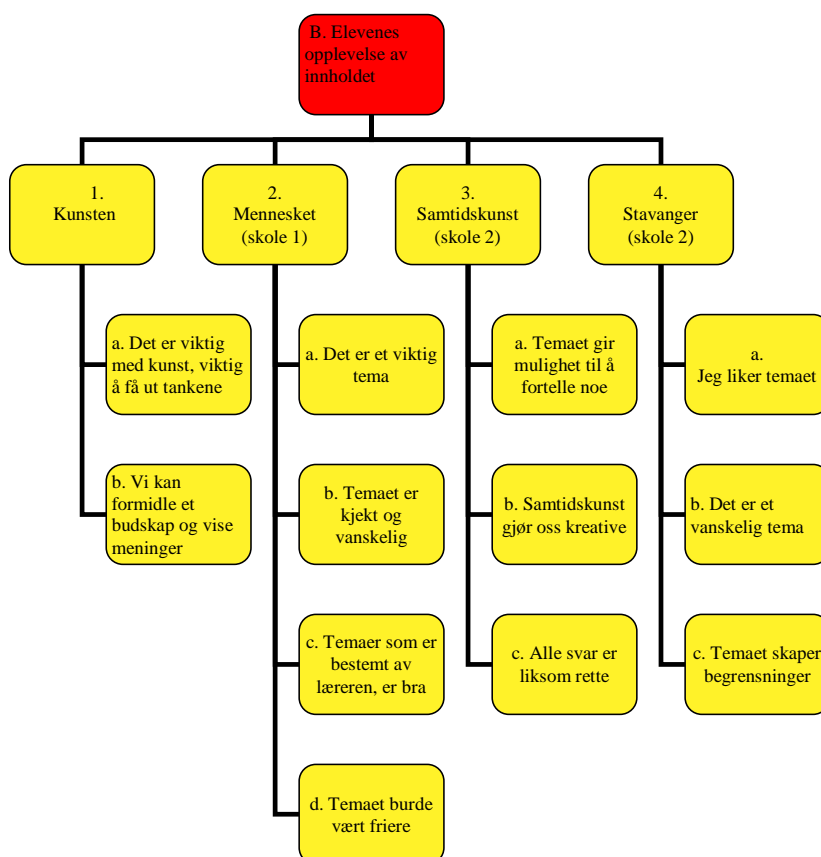 B. Elevenes
opplevelse av
innholdet
1.
Kunsten
2.
Mennesket
(skole 1)
3.
Samtidskunst
(skole 2)
4.
Stavanger
(skole 2)
a. Det er viktig
med kunst, viktig
å få ut tankene
b. Vi kan
formidle et
budskap og vise
meninger
a. Det er et viktig
tema
b. Temaet er
kjekt og
vanskelig
c. Temaer som er
bestemt av
læreren, er bra
d. Temaet burde
vært friere
a. Temaet gir
mulighet til å
fortelle noe
b. Samtidskunst
gjør oss kreative
c. Alle svar er
liksom rette
a.
Jeg liker temaet
b. Det er et
vanskelig tema
c. Temaet skaper
begrensninger